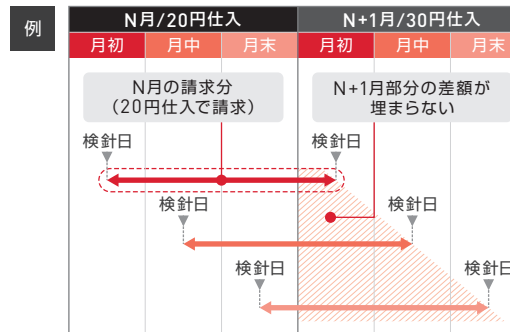 例
N月/20円仕入
N+1月/30円仕入
月初
月中
月末
月初
月中
月末
N月の請求分
（20円仕入で請求）
N+1月部分の差額が
埋まらない
検針日
検針日
検針日
検針日
検針日
検針日